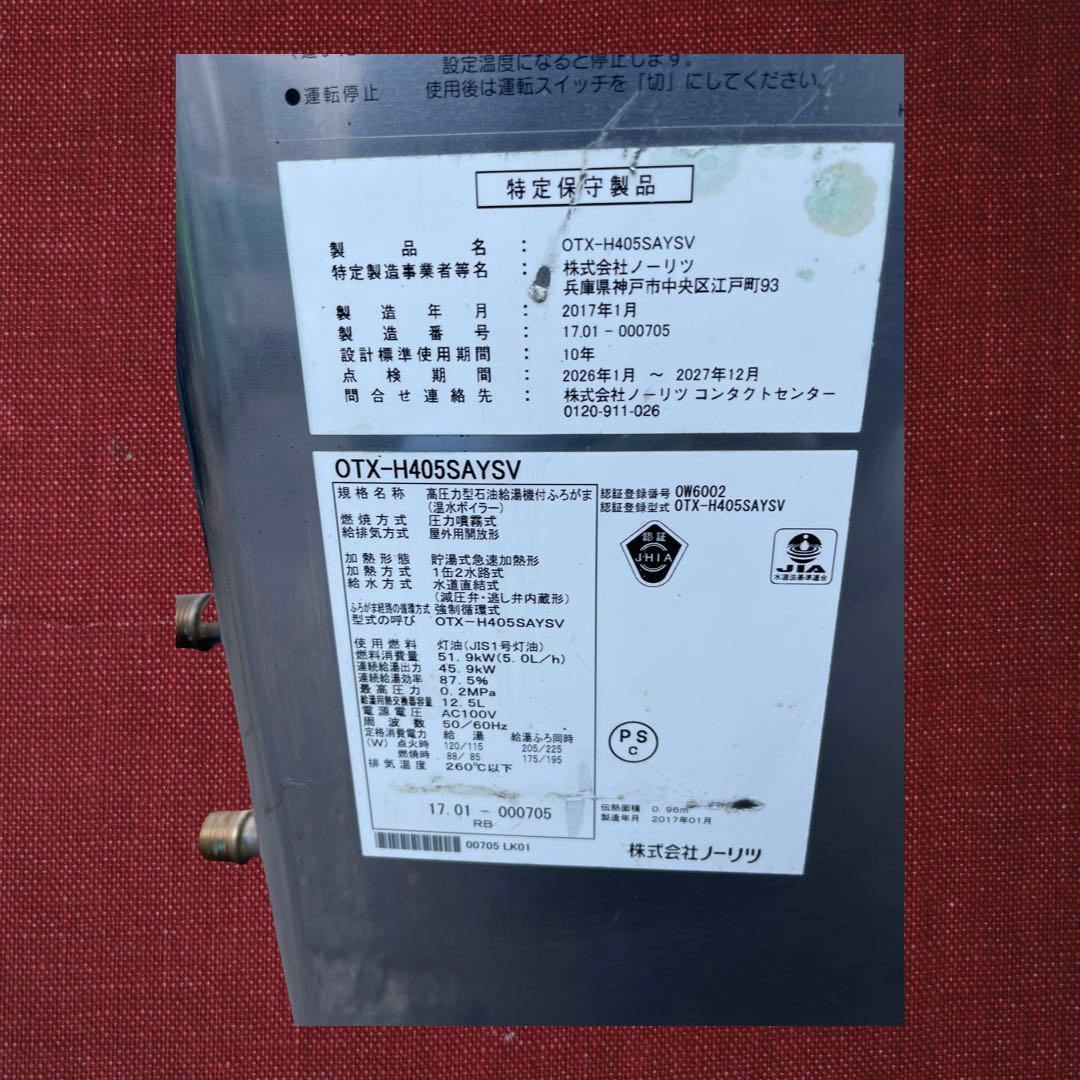 設定温度になると停止します。
●運転停止 使用後は運転スイッチを「切」にしてください。
特定保守製品
製品名 : OTX-H405SAYSV
特定製造事業者等名 : 株式会社ノーリツ
兵庫県神戸市中央区江戸町93
製造年月 : 2017年1月
製造番号 : 17.01-000705
設計標準使用期間 : 10年
点検期間 : 2026年1月 ～ 2027年12月
問合せ連絡先 : 株式会社ノーリツ コンタクトセンター
0120-911-026
OTX-H405SAYSV
規格名称 高圧力型石油給湯機付ふろがま
(温水ボイラー)
燃焼方式 圧力噴霧式
給排気方式 屋外用開放形
加熱形態 貯湯式急速加熱形
加熱方式 1缶2水路式
給水方式 水道直結式
(減圧弁・逃し弁内蔵形)
ふろがま経路の循環方式 強制循環式
型式の呼び OTX-H405SAYSV
使用燃料 灯油(JIS1号灯油)
燃料消費量 51.9kW(5.0L/h)
連続給湯出力 45.9kW
連続給湯効率 87.5%
最高圧力 0.2MPa
給湯用熱交換器容量 12.5L
電源電圧 AC100V
周波数 50/60Hz
定格消費電力 給湯 給湯ふろ同時
(W) 点火時 120/115 205/225
燃焼時 88/85 175/195
排気温度 260℃以下
17.01-000705
RB
00705 LK01
認証登録番号 OW6002
認証登録型式 OTX-H405SAYSV
認証
JHIA
JIA
水道法基準適合
PS
C
伝熱面積 0.96m²
製造年月 2017年01月
株式会社ノーリツ